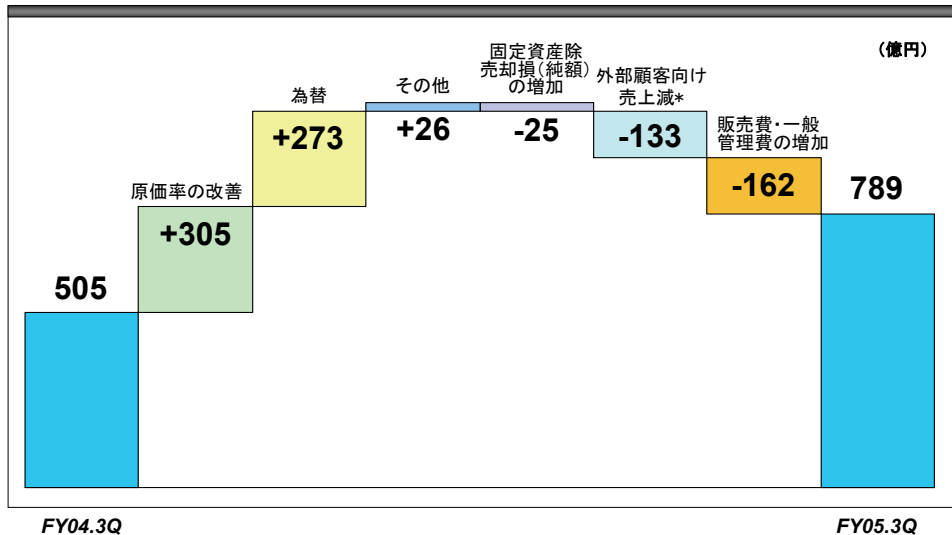 （億円）
505
原価率の改善
+305
為替
+273
その他
+26
固定資産除
売却損（純額）
の増加
-25
外部顧客向け
売上減*
-133
販売費・一般
管理費の増加
-162
789
FY04.3Q
FY05.3Q